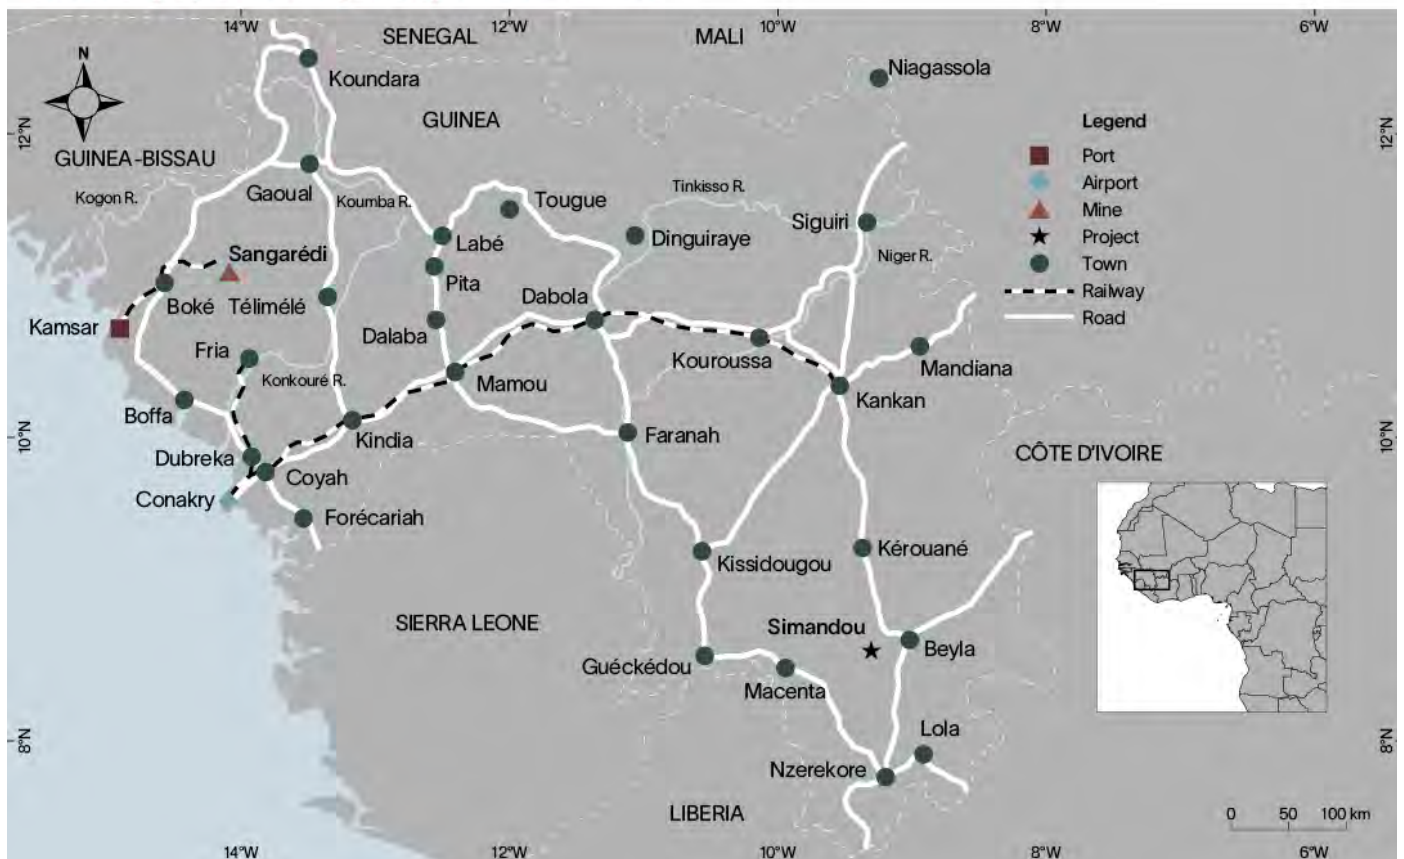 14°W
12°W
10°W
8°W
6°W
SENEGAL
MALI
N
Niagassola
Koundara
GUINEA
Legend
12°N
12°N
GUINEA-BISSAU
Port
Airport
Mine
Project
Town
Railway
Road
Kogon R.
Gaoual
Koumba R.
Tougue
Tinkisso R.
Siguiri
Labé
Dinguiraye
Niger R.
Sangarédi
Pita
Boké
Télimélé
Dabola
Kamsar
Dalaba
Fria
Kouroussa
Mandiana
Konkouré R.
Mamou
Kankan
Boffa
Kindia
Faranah
10°N
10°N
CÔTE D'IVOIRE
Dubreka
Coyah
Conakry
Forécariah
Kissidougou
Kérouané
SIERRA LEONE
Simandou
Beyla
Guéckédou
Macenta
Lola
8°N
8°N
Nzerekore
LIBERIA
0 50 100 km
14°W
12°W
10°W
8°W
6°W